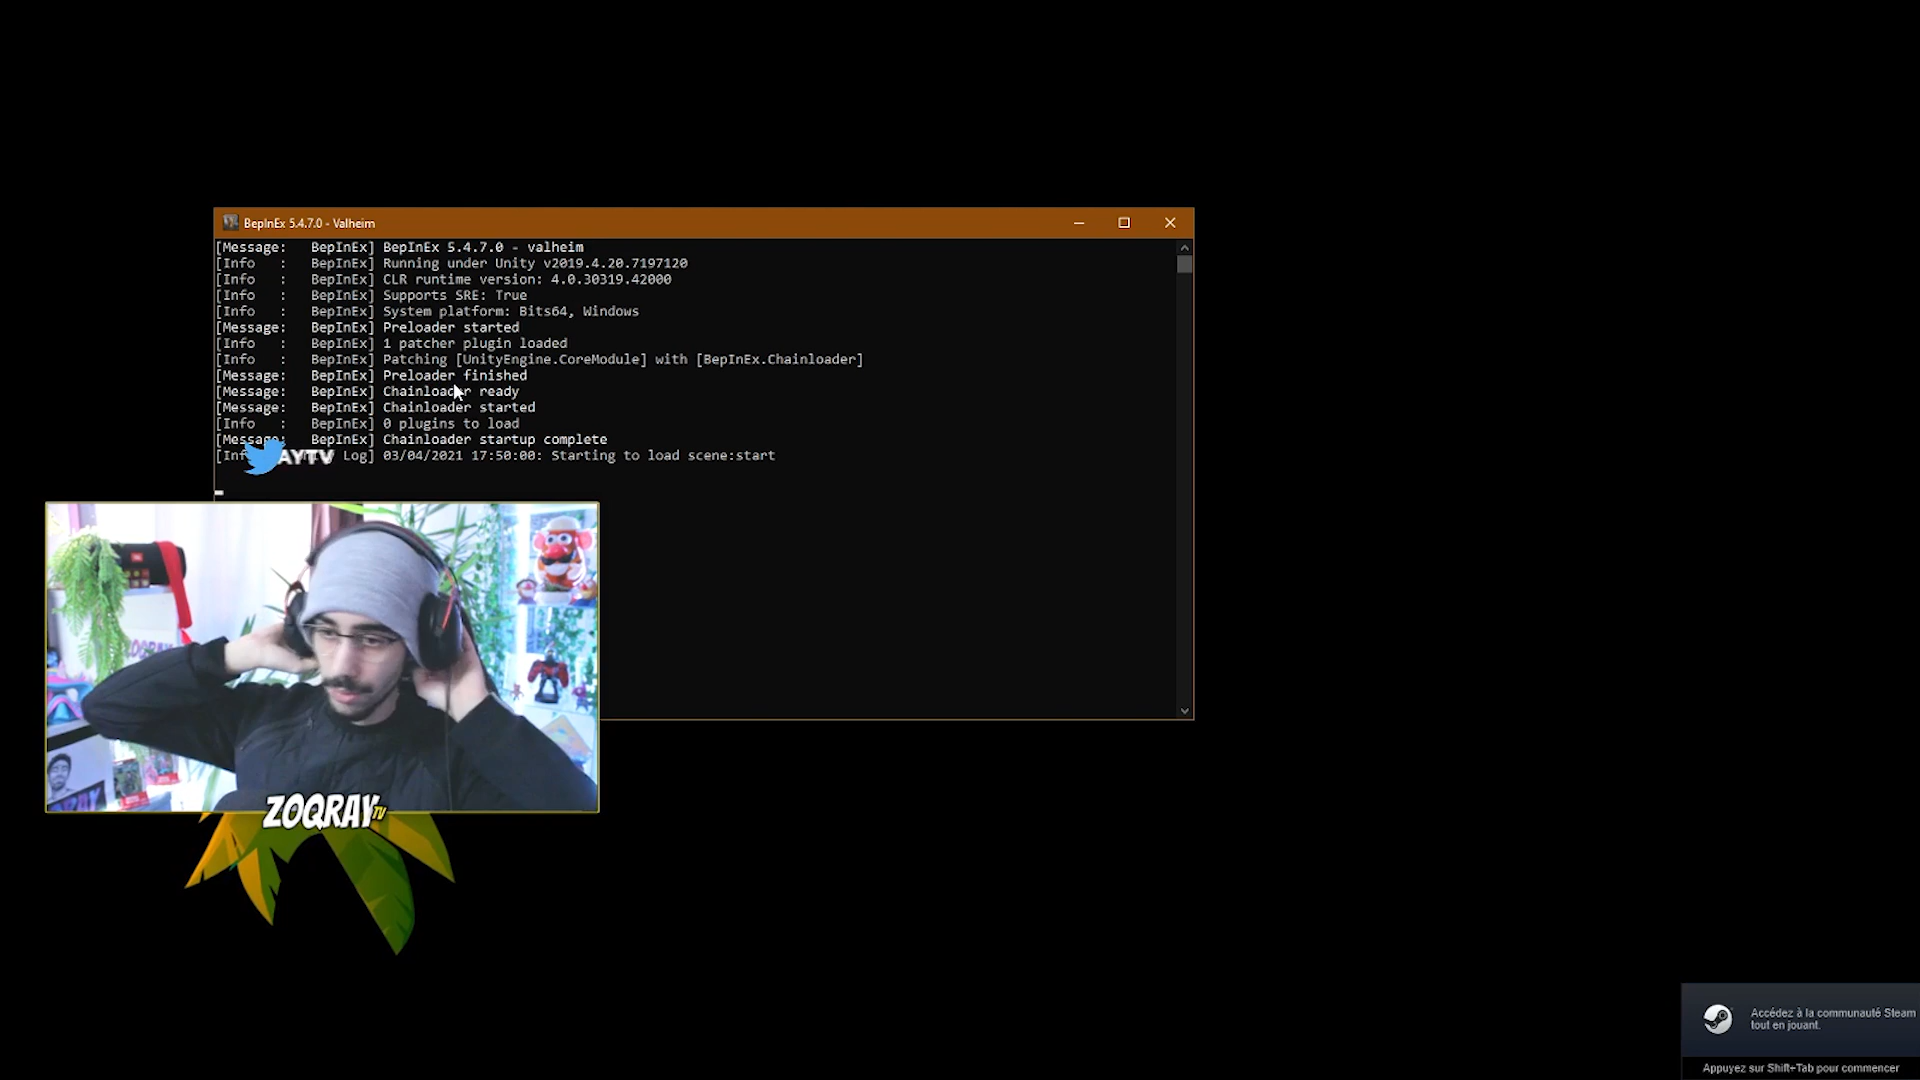 BepInEx 5.4.7.0 - Valheim
[Message:   BepInEx] BepInEx 5.4.7.0 - valheim
[Info   :   BepInEx] Running under Unity v2019.4.20.7197120
[Info   :   BepInEx] CLR runtime version: 4.0.30319.42000
[Info   :   BepInEx] Supports SRE: True
[Info   :   BepInEx] System platform: Bits64, Windows
[Message:   BepInEx] Preloader started
[Info   :   BepInEx] 1 patcher plugin loaded
[Info   :   BepInEx] Patching [UnityEngine.CoreModule] with [BepInEx.Chainloader]
[Message:   BepInEx] Preloader finished
[Message:   BepInEx] Chainloader ready
[Message:   BepInEx] Chainloader started
[Info   :   BepInEx] 0 plugins to load
[Message:   BepInEx] Chainloader startup complete
Log] 03/04/2021 17:50:00: Starting to load scene:start
AYTV
JBL
ZOQRAY TV
Accédez à la communauté Steam
tout en jouant.
Appuyez sur Shift+Tab pour commencer